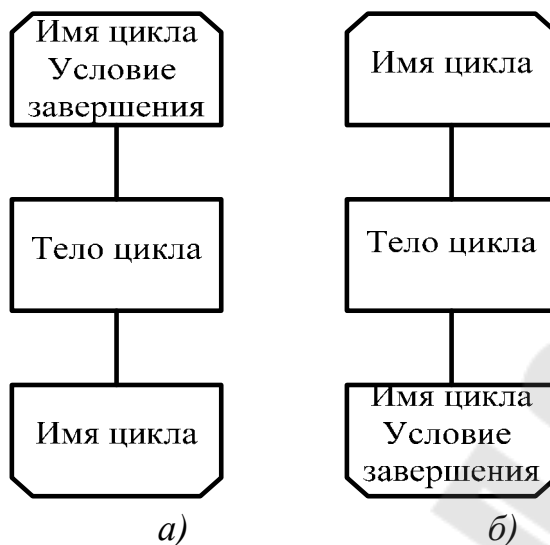 Имя цикла
Условие
завершения
Тело цикла
Имя цикла
а)
Имя цикла
Тело цикла
Имя цикла
Условие
завершения
б)